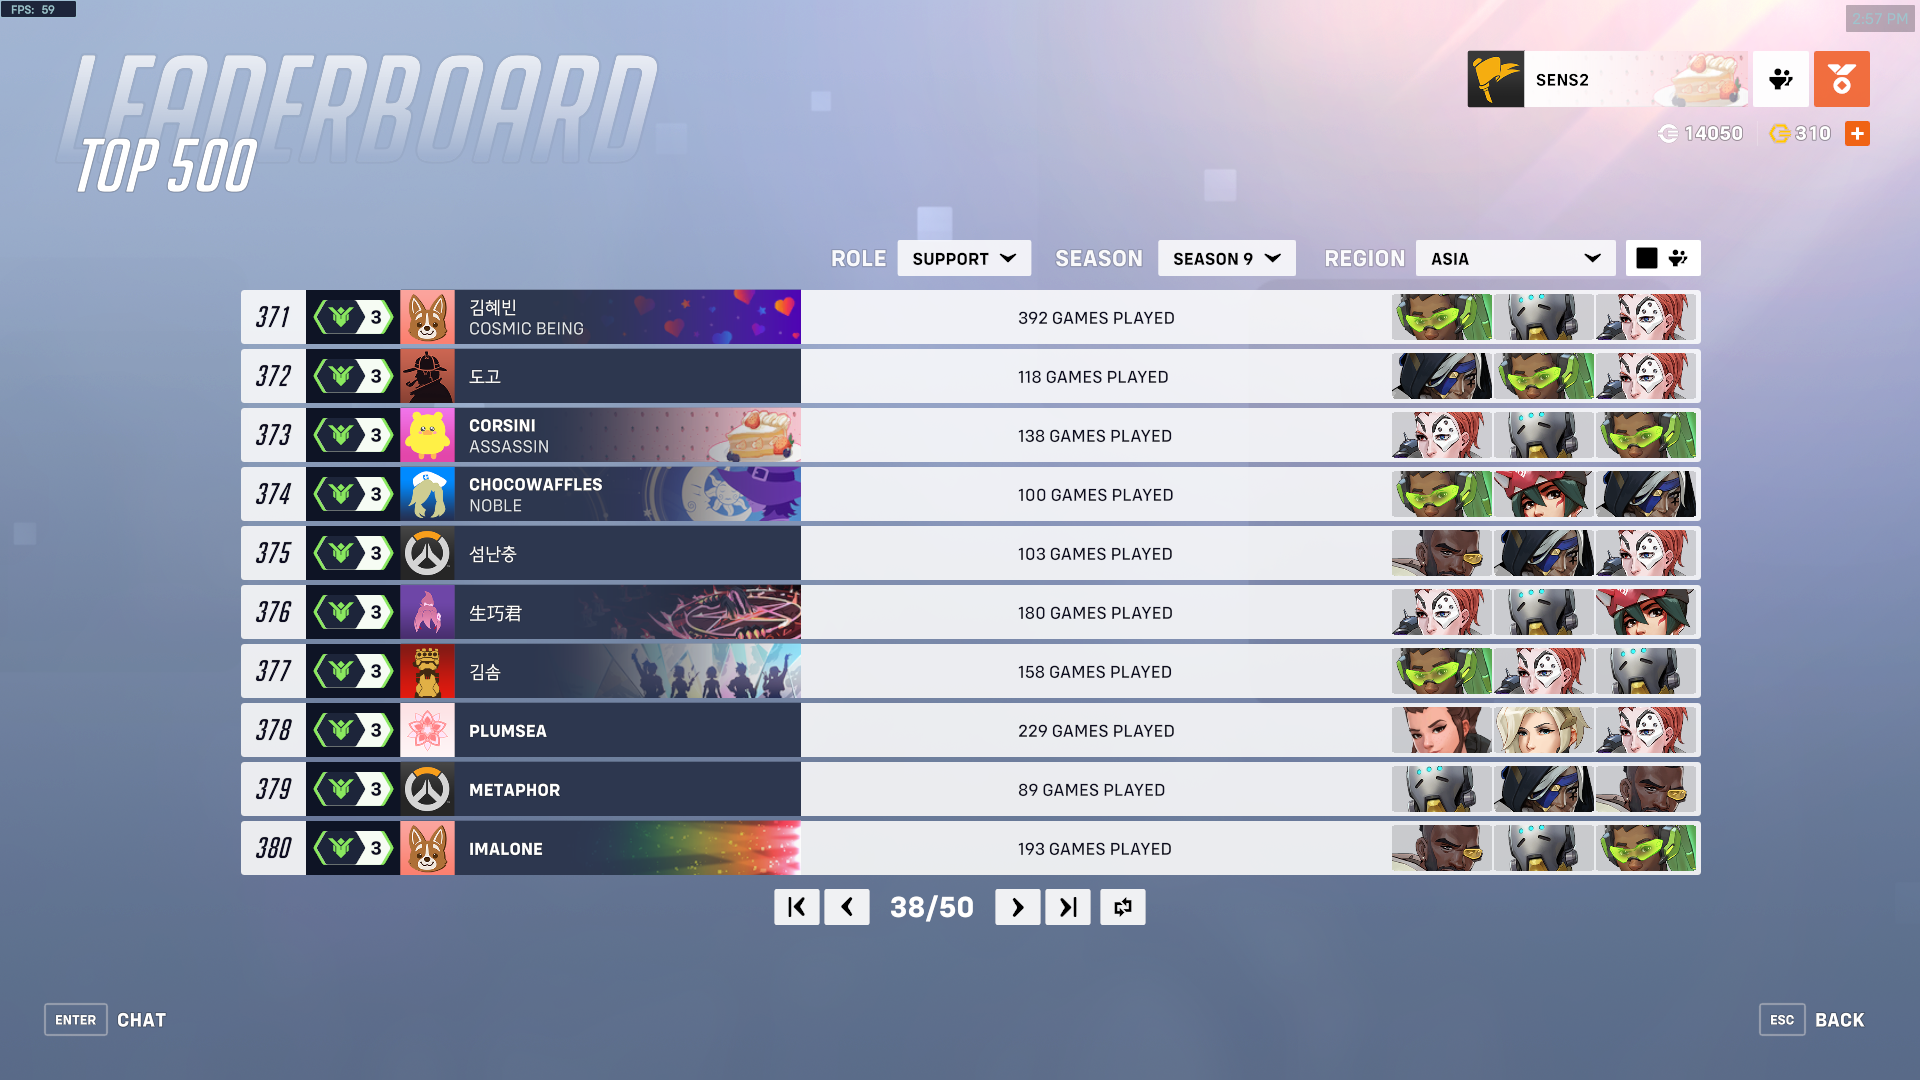 FPS: 59
2:57 PM
LEADERBOARD
TOP 500
SENS2
14050 310
ROLE SUPPORT SEASON SEASON 9 REGION ASIA
371 3 김혜빈 392 GAMES PLAYED
COSMIC BEING
372 3 도고 118 GAMES PLAYED
373 3 CORSINI 138 GAMES PLAYED
ASSASSIN
374 3 CHOCOWAFFLES 100 GAMES PLAYED
NOBLE
375 3 섬난충 103 GAMES PLAYED
376 3 生巧君 180 GAMES PLAYED
377 3 김솜 158 GAMES PLAYED
378 3 PLUMSEA 229 GAMES PLAYED
379 3 METAPHOR 89 GAMES PLAYED
380 3 IMALONE 193 GAMES PLAYED
38/50
ENTER CHAT
ESC BACK